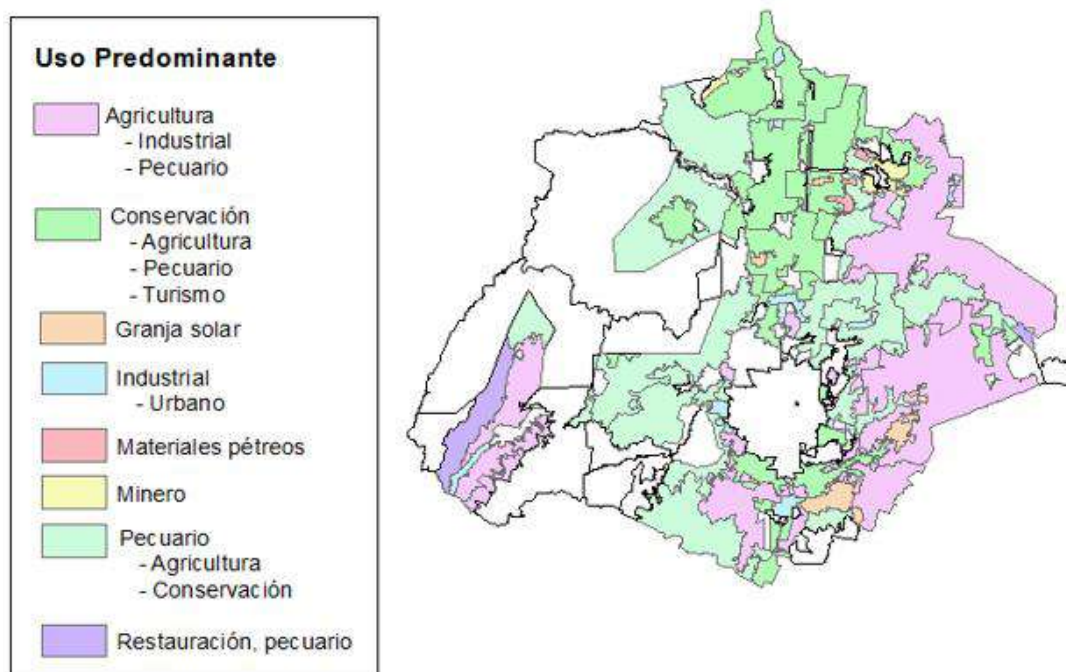 Uso Predominante
Agricultura
- Industrial
- Pecuario
Conservación
- Agricultura
- Pecuario
- Turismo
Granja solar
Industrial
- Urbano
Materiales pétreos
Minero
Pecuario
- Agricultura
- Conservación
Restauración, pecuario